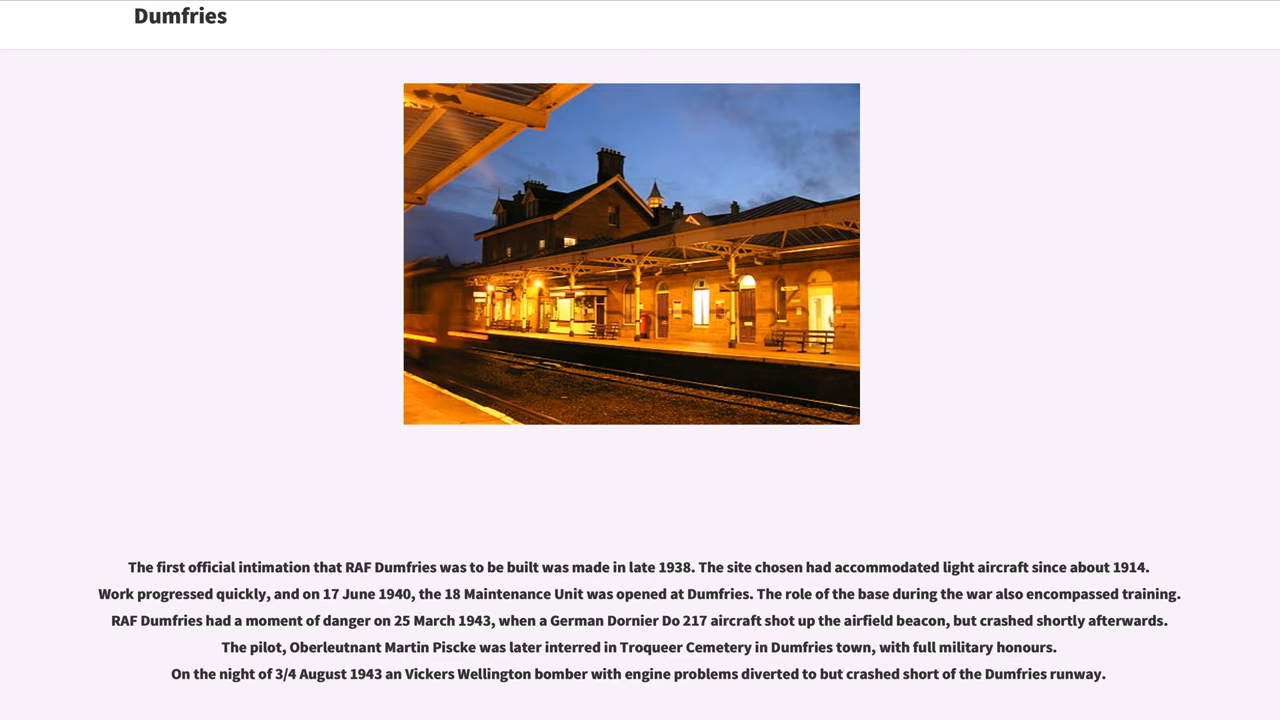 Dumfries
The first official intimation that RAF Dumfries was to be built was made in late 1938. The site chosen had accommodated light aircraft since about 1914.
Work progressed quickly, and on 17 June 1940, the 18 Maintenance Unit was opened at Dumfries. The role of the base during the war also encompassed training.
RAF Dumfries had a moment of danger on 25 March 1943, when a German Dornier Do 217 aircraft shot up the airfield beacon, but crashed shortly afterwards.
The pilot, Oberleutnant Martin Piscke was later interred in Troqueer Cemetery in Dumfries town, with full military honours.
On the night of 3/4 August 1943 an Vickers Wellington bomber with engine problems diverted to but crashed short of the Dumfries runway.